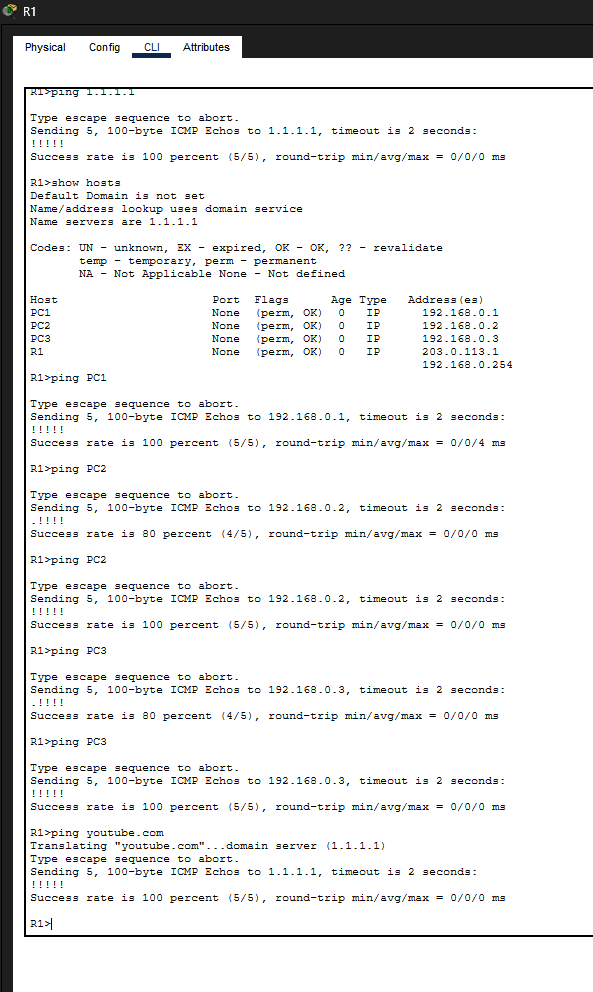 R1
Physical Config CLI Attributes
R1>ping 1.1.1.1
Type escape sequence to abort.
Sending 5, 100-byte ICMP Echos to 1.1.1.1, timeout is 2 seconds:
!!!!!
Success rate is 100 percent (5/5), round-trip min/avg/max = 0/0/0 ms
R1>show hosts
Default Domain is not set
Name/address lookup uses domain service
Name servers are 1.1.1.1
Codes: UN - unknown, EX - expired, OK - OK, ?? - revalidate
temp - temporary, perm - permanent
NA - Not Applicable None - Not defined
Host Port Flags Age Type Address(es)
PC1 None (perm, OK) 0 IP 192.168.0.1
PC2 None (perm, OK) 0 IP 192.168.0.2
PC3 None (perm, OK) 0 IP 192.168.0.3
R1 None (perm, OK) 0 IP 203.0.113.1
192.168.0.254
R1>ping PC1
Type escape sequence to abort.
Sending 5, 100-byte ICMP Echos to 192.168.0.1, timeout is 2 seconds:
!!!!!
Success rate is 100 percent (5/5), round-trip min/avg/max = 0/0/4 ms
R1>ping PC2
Type escape sequence to abort.
Sending 5, 100-byte ICMP Echos to 192.168.0.2, timeout is 2 seconds:
.!!!!
Success rate is 80 percent (4/5), round-trip min/avg/max = 0/0/0 ms
R1>ping PC2
Type escape sequence to abort.
Sending 5, 100-byte ICMP Echos to 192.168.0.2, timeout is 2 seconds:
!!!!!
Success rate is 100 percent (5/5), round-trip min/avg/max = 0/0/0 ms
R1>ping PC3
Type escape sequence to abort.
Sending 5, 100-byte ICMP Echos to 192.168.0.3, timeout is 2 seconds:
.!!!!
Success rate is 80 percent (4/5), round-trip min/avg/max = 0/0/0 ms
R1>ping PC3
Type escape sequence to abort.
Sending 5, 100-byte ICMP Echos to 192.168.0.3, timeout is 2 seconds:
!!!!!
Success rate is 100 percent (5/5), round-trip min/avg/max = 0/0/0 ms
R1>ping youtube.com
Translating "youtube.com"...domain server (1.1.1.1)
Type escape sequence to abort.
Sending 5, 100-byte ICMP Echos to 1.1.1.1, timeout is 2 seconds:
!!!!!
Success rate is 100 percent (5/5), round-trip min/avg/max = 0/0/0 ms
R1>